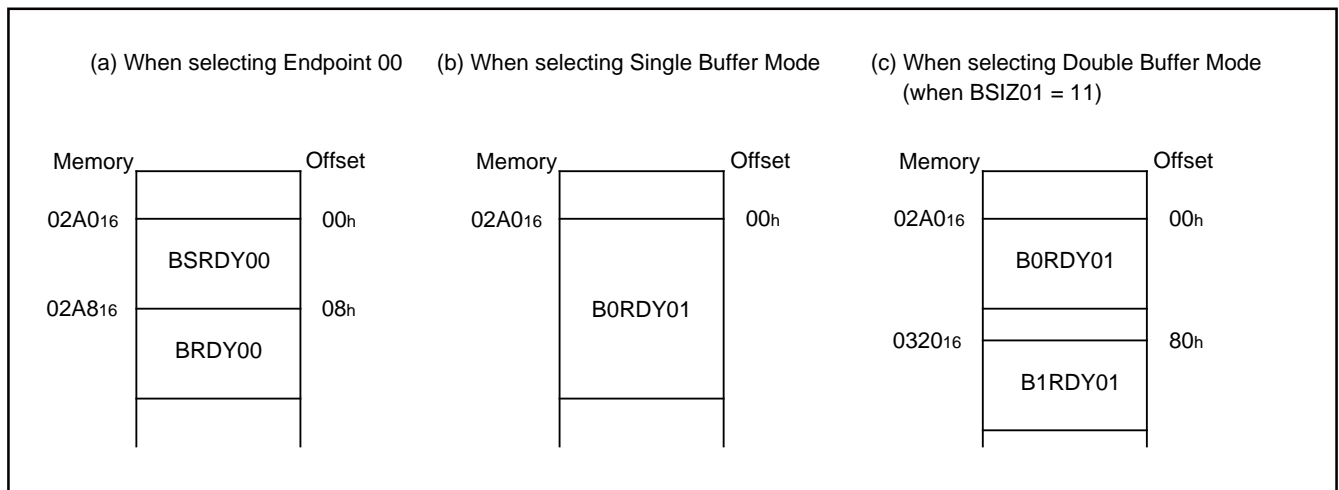 (a) When selecting Endpoint 00
Memory
Offset
02A016
00h
BSRDY00
02A816
08h
BRDY00
(b) When selecting Single Buffer Mode
Memory
Offset
02A016
00h
B0RDY01
(c) When selecting Double Buffer Mode
(when BSIZ01 = 11)
Memory
Offset
02A016
00h
B0RDY01
032016
80h
B1RDY01